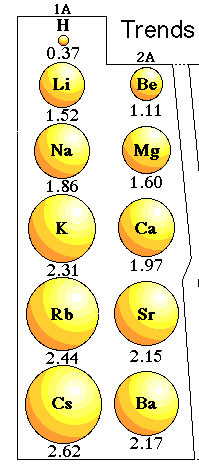 1A
H
Trends
0.37
2A
Li
Be
1.52
1.11
Na
Mg
1.86
1.60
K
Ca
2.31
1.97
Rb
Sr
2.44
2.15
Cs
Ba
2.62
2.17